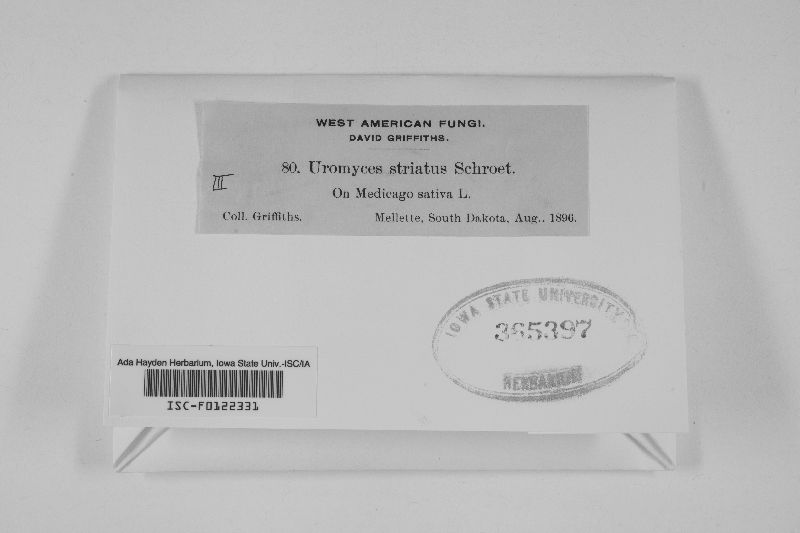 WEST AMERICAN FUNGI.
DAVID GRIFFITHS.
80. Uromyces striatus Schroet.
III
On Medicago sativa L.
Coll. Griffiths. Mellette, South Dakota, Aug., 1896.
IOWA STATE UNIVERSITY
365397
HERBARIUM
Ada Hayden Herbarium, Iowa State Univ.-ISC/IA
ISC-F0122331